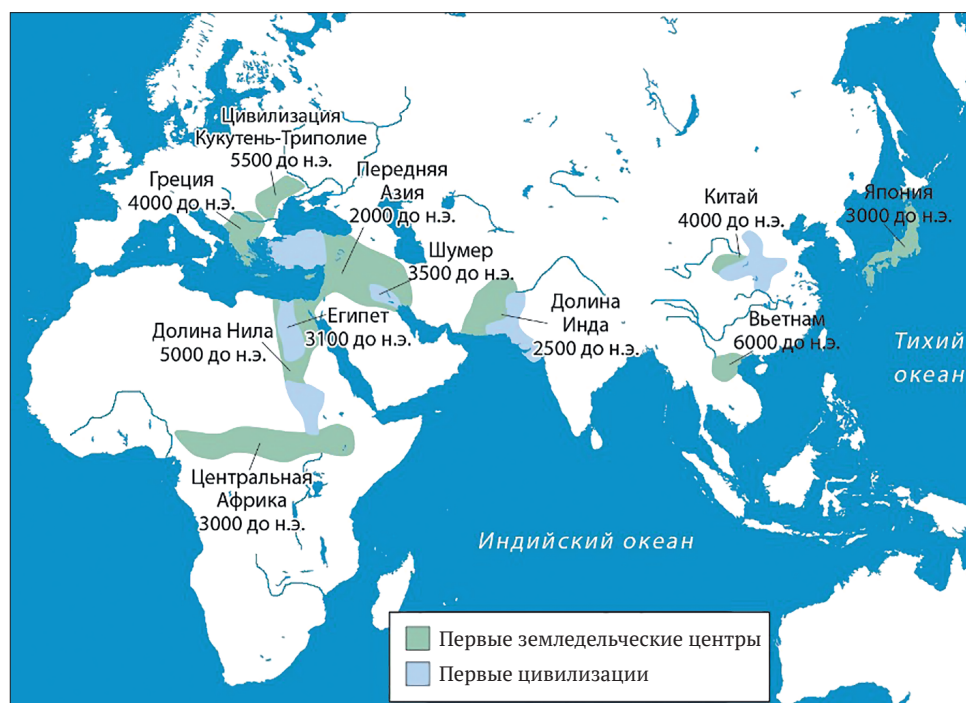 Цивилизация
Кукутень-Триполие
5500 до н.э.
Греция
4000 до н.э.
Передняя
Азия
2000 до н.э.
Шумер
3500 до н.э.
Китай
4000 до н.э.
Япония
3000 до н.э.
Долина Нила
5000 до н.э.
Египет
3100 до н.э.
Долина
Инда
2500 до н.э.
Вьетнам
6000 до н.э.
Тихий
океан
Центральная
Африка
3000 до н.э.
Индийский океан
Первые земледельческие центры
Первые цивилизации